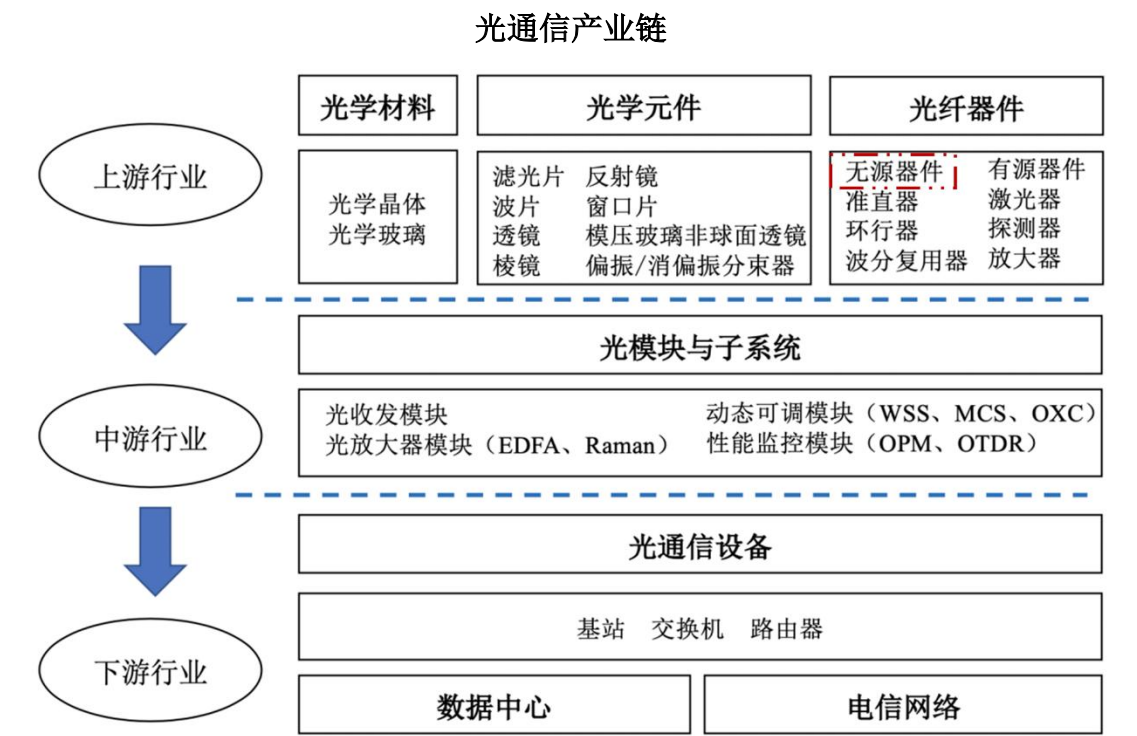 光通信产业链
上游行业
光学材料
光学晶体
光学玻璃
光学元件
滤光片 反射镜
波片 窗口片
透镜 模压玻璃非球面透镜
棱镜 偏振/消偏振分束器
光纤器件
无源器件 有源器件
准直器 激光器
环行器 探测器
波分复用器 放大器
中游行业
光模块与子系统
光收发模块 动态可调模块（WSS、MCS、OXC）
光放大器模块（EDFA、Raman） 性能监控模块（OPM、OTDR）
下游行业
光通信设备
基站 交换机 路由器
数据中心 电信网络